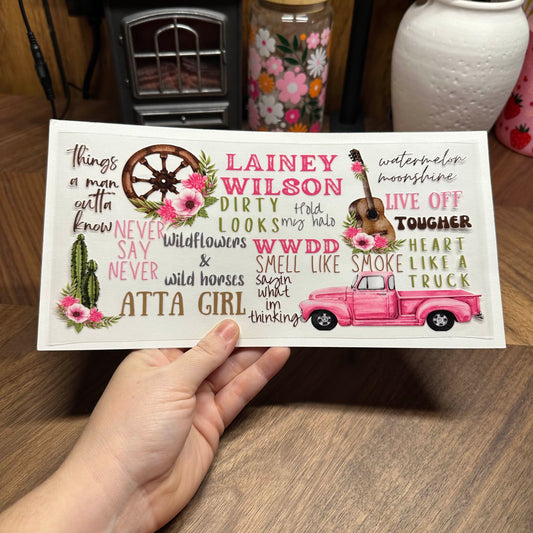 Things
a man
outta
know
LAINEY
WILSON
watermelon
moonshine
LIVE OFF
TOUGHER
DIRTY
LOOKS
Hold
my halo
NEVER
SAY
NEVER
Wildflowers
&
wild horses
WWDD
SMELL LIKE SMOKE
HEART
LIKE A
TRUCK
ATTA GIRL
sayin
what
im
thinking